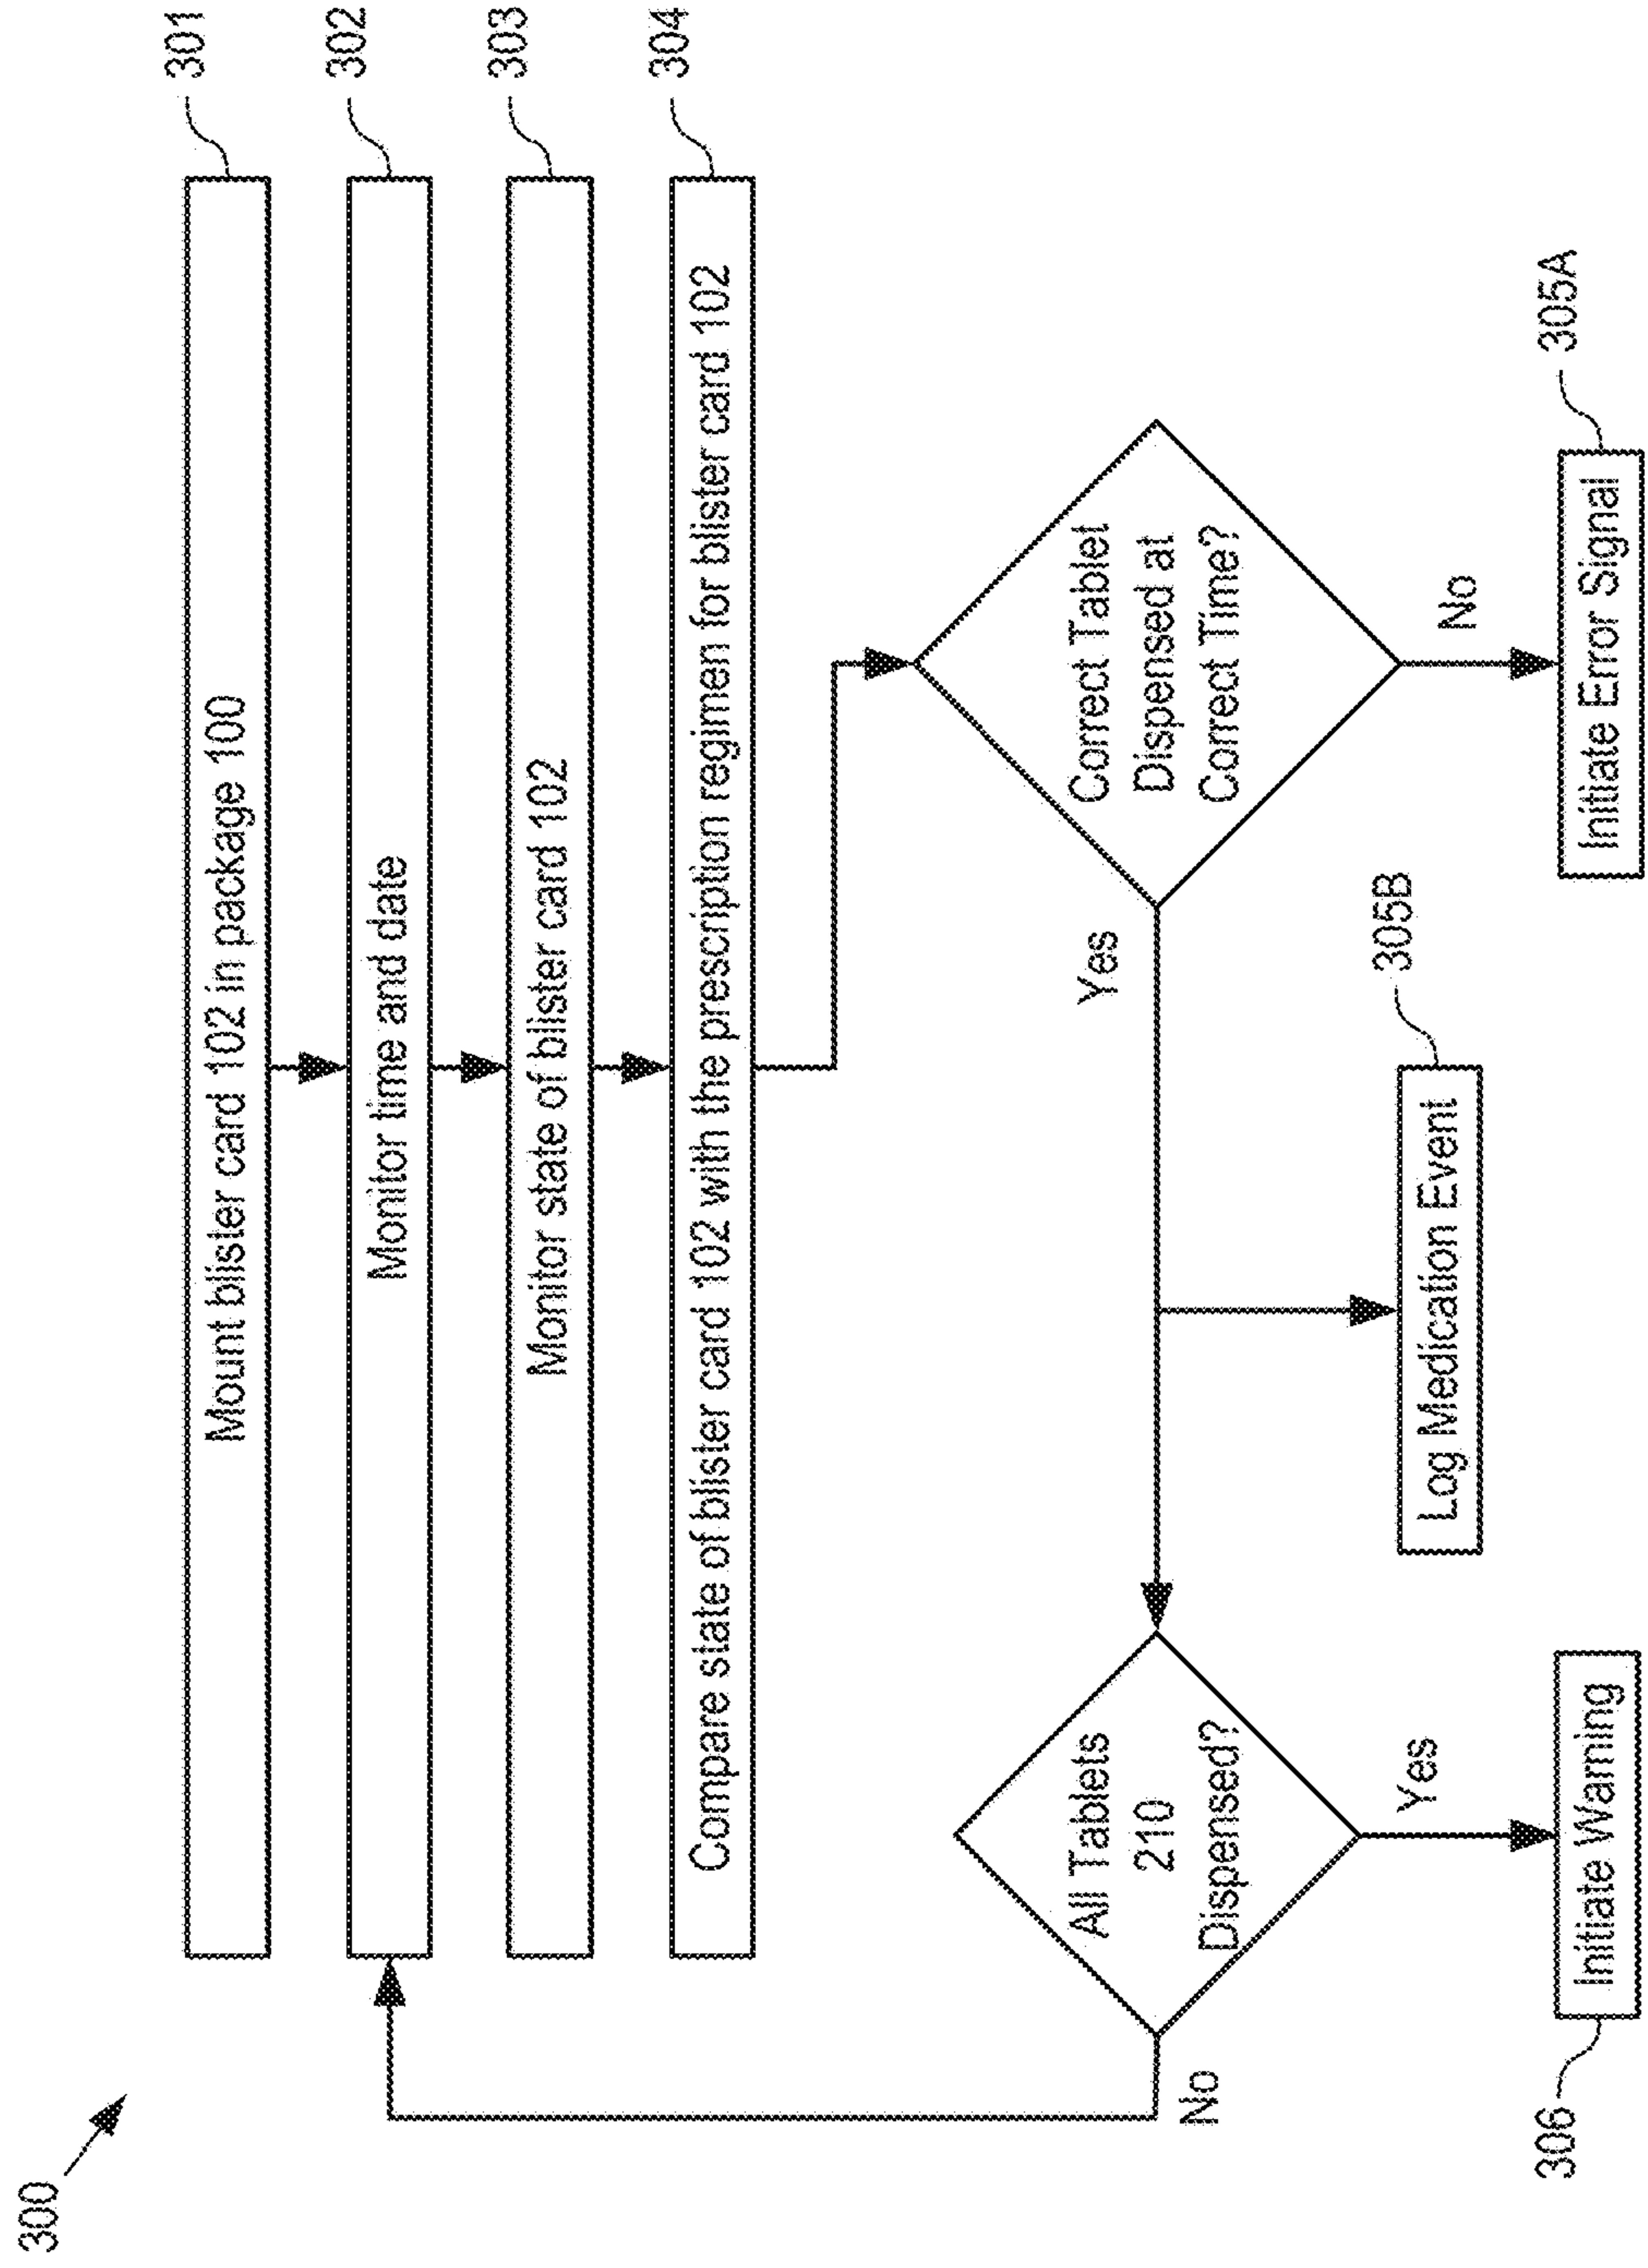 300
Mount blister card 102 in package 100
301
Monitor time and date
302
Monitor state of blister card 102
303
Compare state of blister card 102 with the prescription regimen for blister card 102
304
Correct Tablet
Dispensed at
Correct Time?
Yes
No
Initiate Error Signal
305A
Log Medication Event
305B
All Tablets
210
Dispensed?
No
Yes
Initiate Warning
306